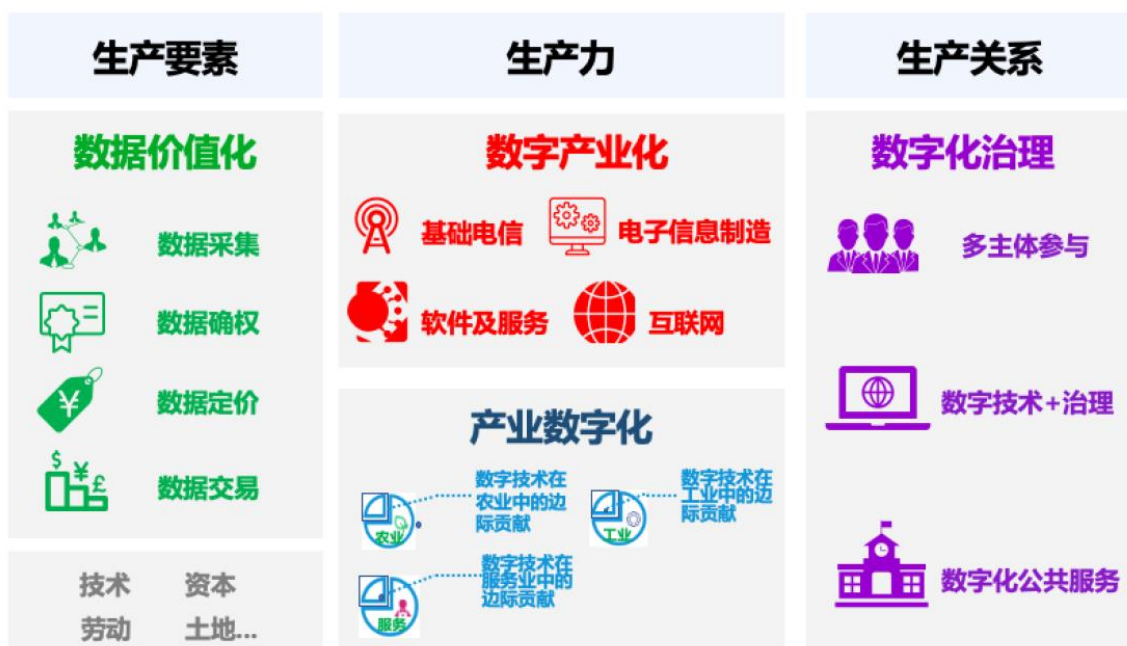 生产要素
数据价值化
数据采集
数据确权
¥
数据定价
$ ¥ £
数据交易
技术 资本
劳动 土地...
生产力
数字产业化
基础电信 电子信息制造
软件及服务 互联网
产业数字化
数字技术在
农业中的边
际贡献
农业
数字技术在
工业中的边
际贡献
工业
数字技术在
服务业中的
边际贡献
服务
生产关系
数字化治理
多主体参与
数字技术+治理
数字化公共服务